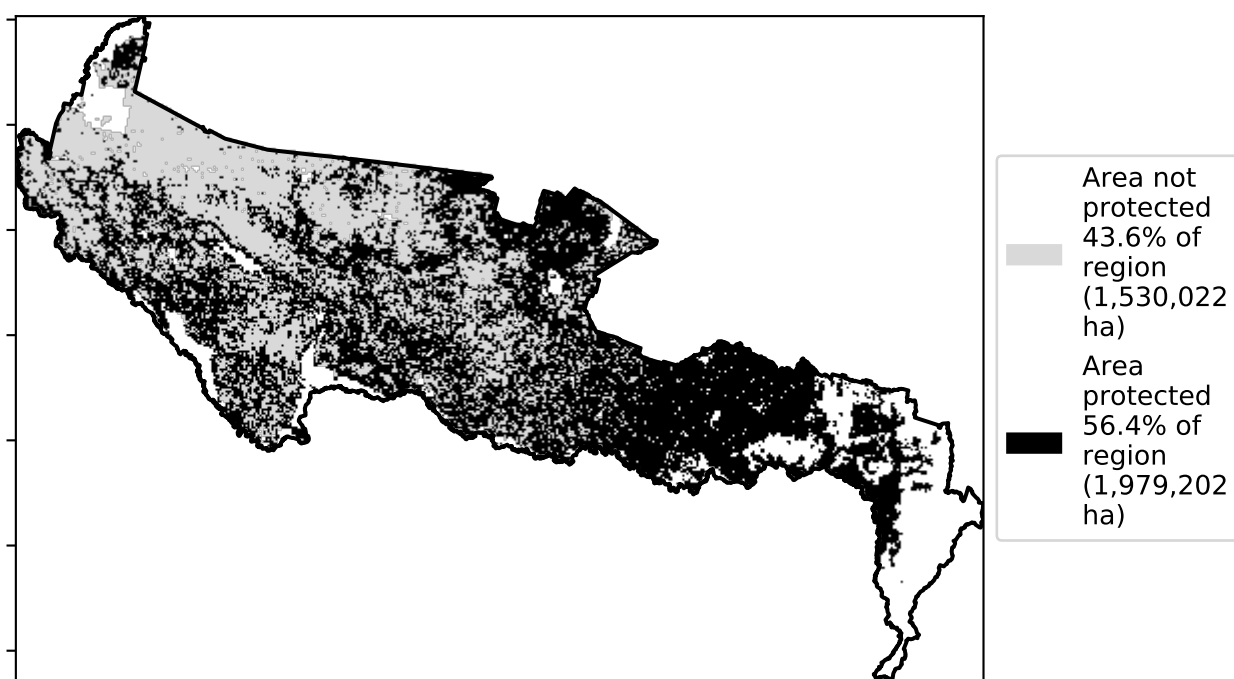 Area not
protected
43.6% of
region
(1,530,022
ha)
Area
protected
56.4% of
region
(1,979,202
ha)